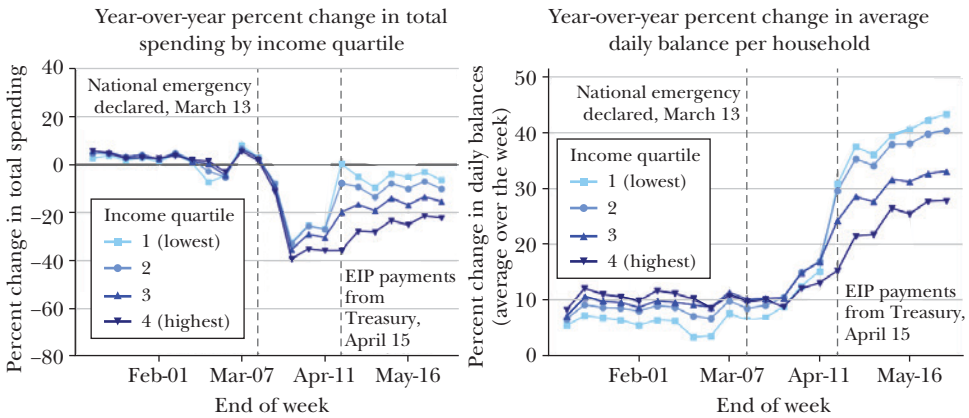 Year-over-year percent change in total
spending by income quartile
Percent change in total spending
40
20
0
−20
−40
−60
−80
National emergency
declared, March 13
Income quartile
1 (lowest)
2
3
4 (highest)
EIP payments
from
Treasury,
April 15
Feb-01
Mar-07
Apr-11
May-16
End of week
Year-over-year percent change in average
daily balance per household
Percent change in daily balances
(average over the week)
50
40
30
20
10
0
National emergency
declared, March 13
Income quartile
1 (lowest)
2
3
4 (highest)
EIP payments
from Treasury,
April 15
Feb-01
Mar-07
Apr-11
May-16
End of week